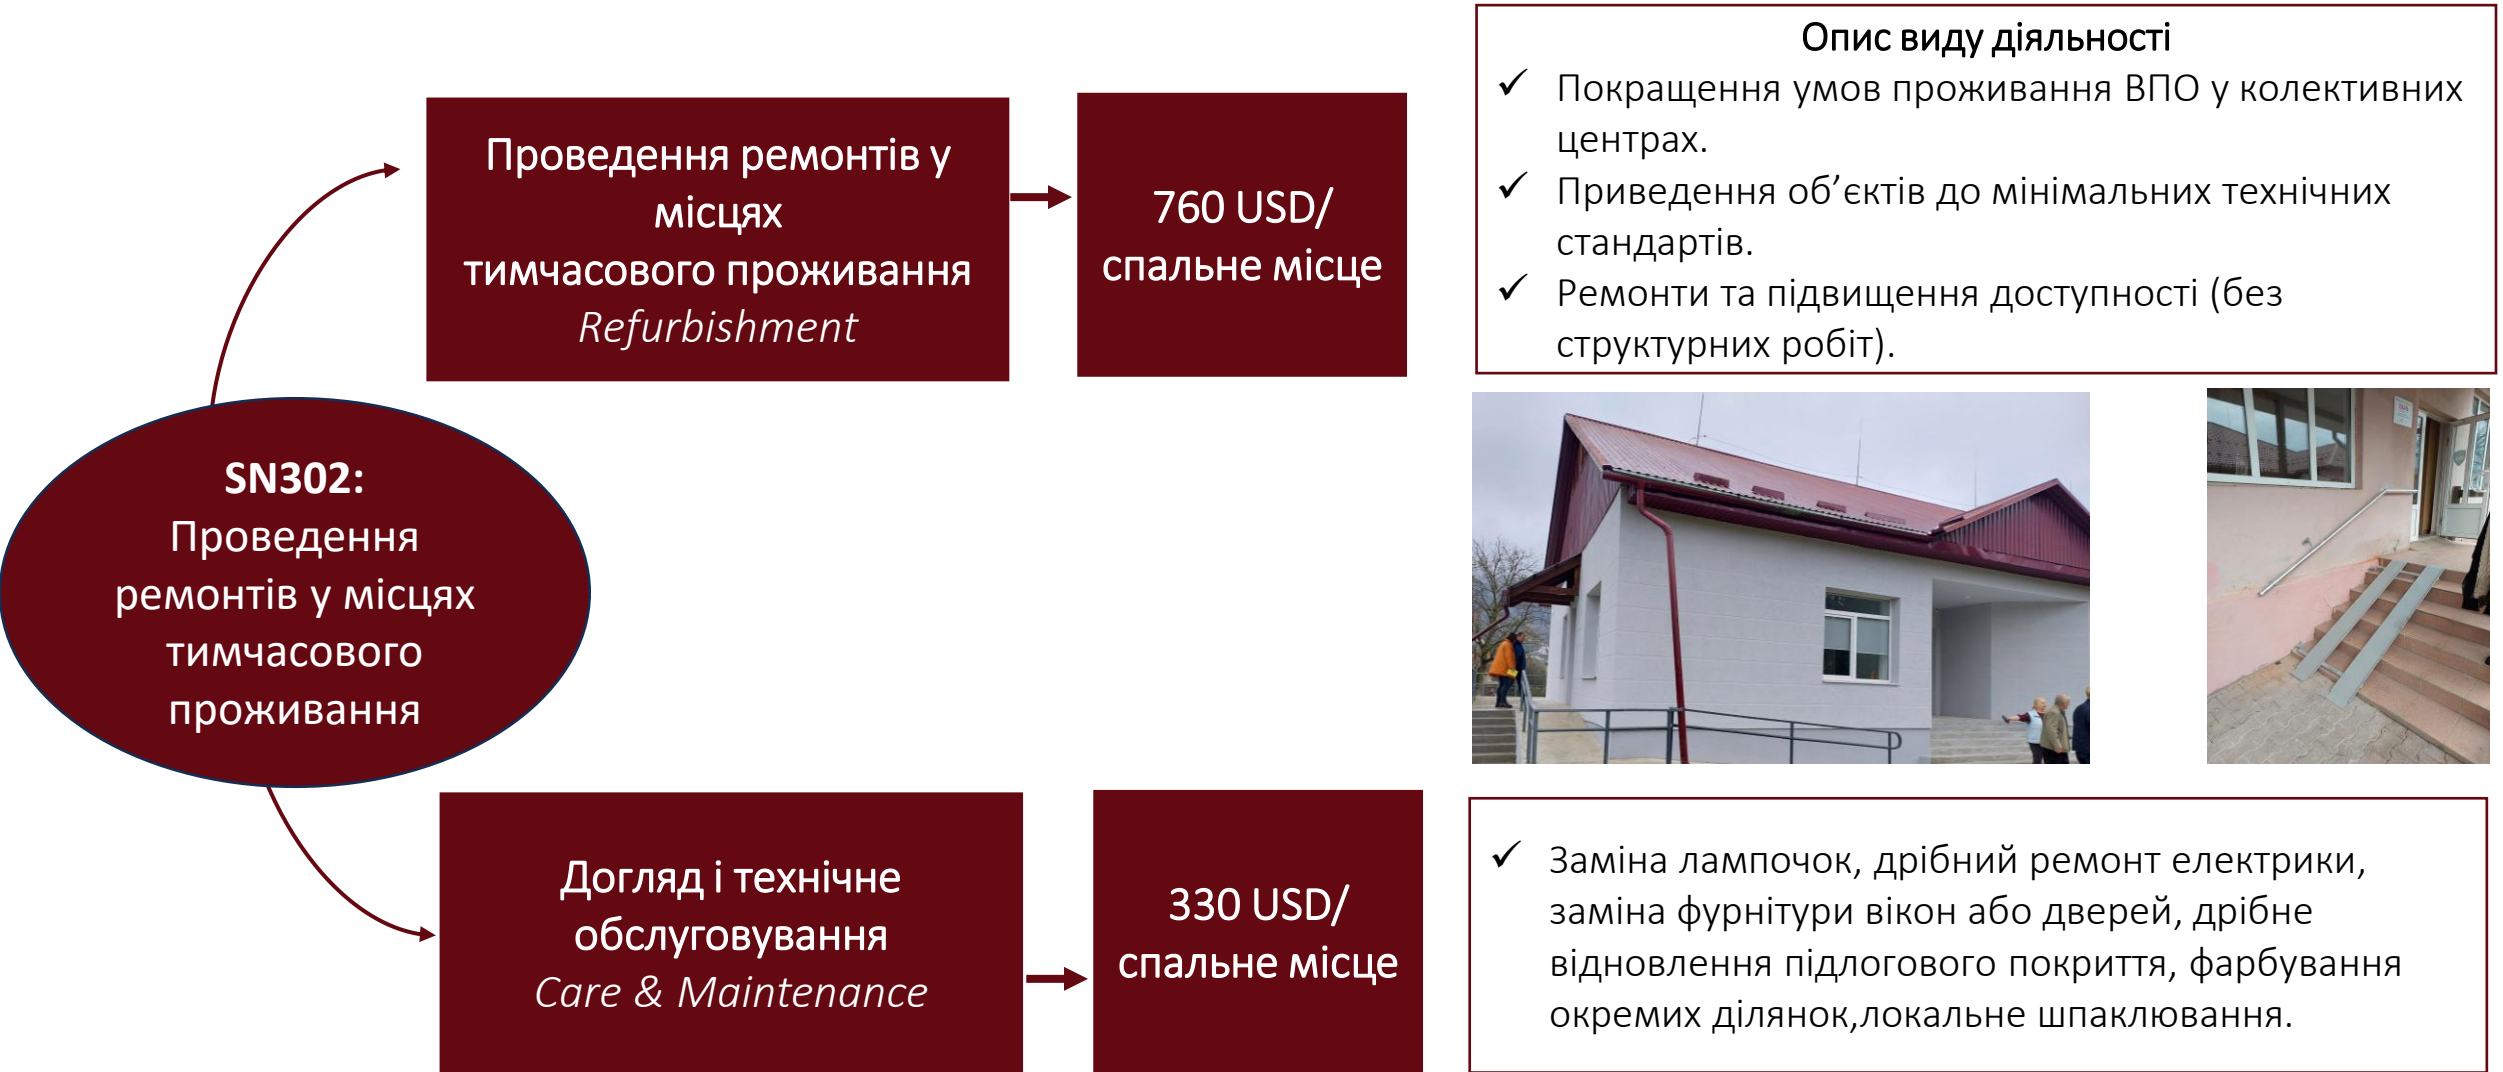 SN302:
Проведення
ремонтів у місцях
тимчасового
проживання
Проведення ремонтів у
місцях
тимчасового проживання
Refurbishment
760 USD/
спальне місце
Опис виду діяльності
✓ Покращення умов проживання ВПО у колективних
центрах.
✓ Приведення об’єктів до мінімальних технічних
стандартів.
✓ Ремонти та підвищення доступності (без
структурних робіт).
Догляд і технічне
обслуговування
Care & Maintenance
330 USD/
спальне місце
✓ Заміна лампочок, дрібний ремонт електрики,
заміна фурнітури вікон або дверей, дрібне
відновлення підлогового покриття, фарбування
окремих ділянок,локальне шпаклювання.